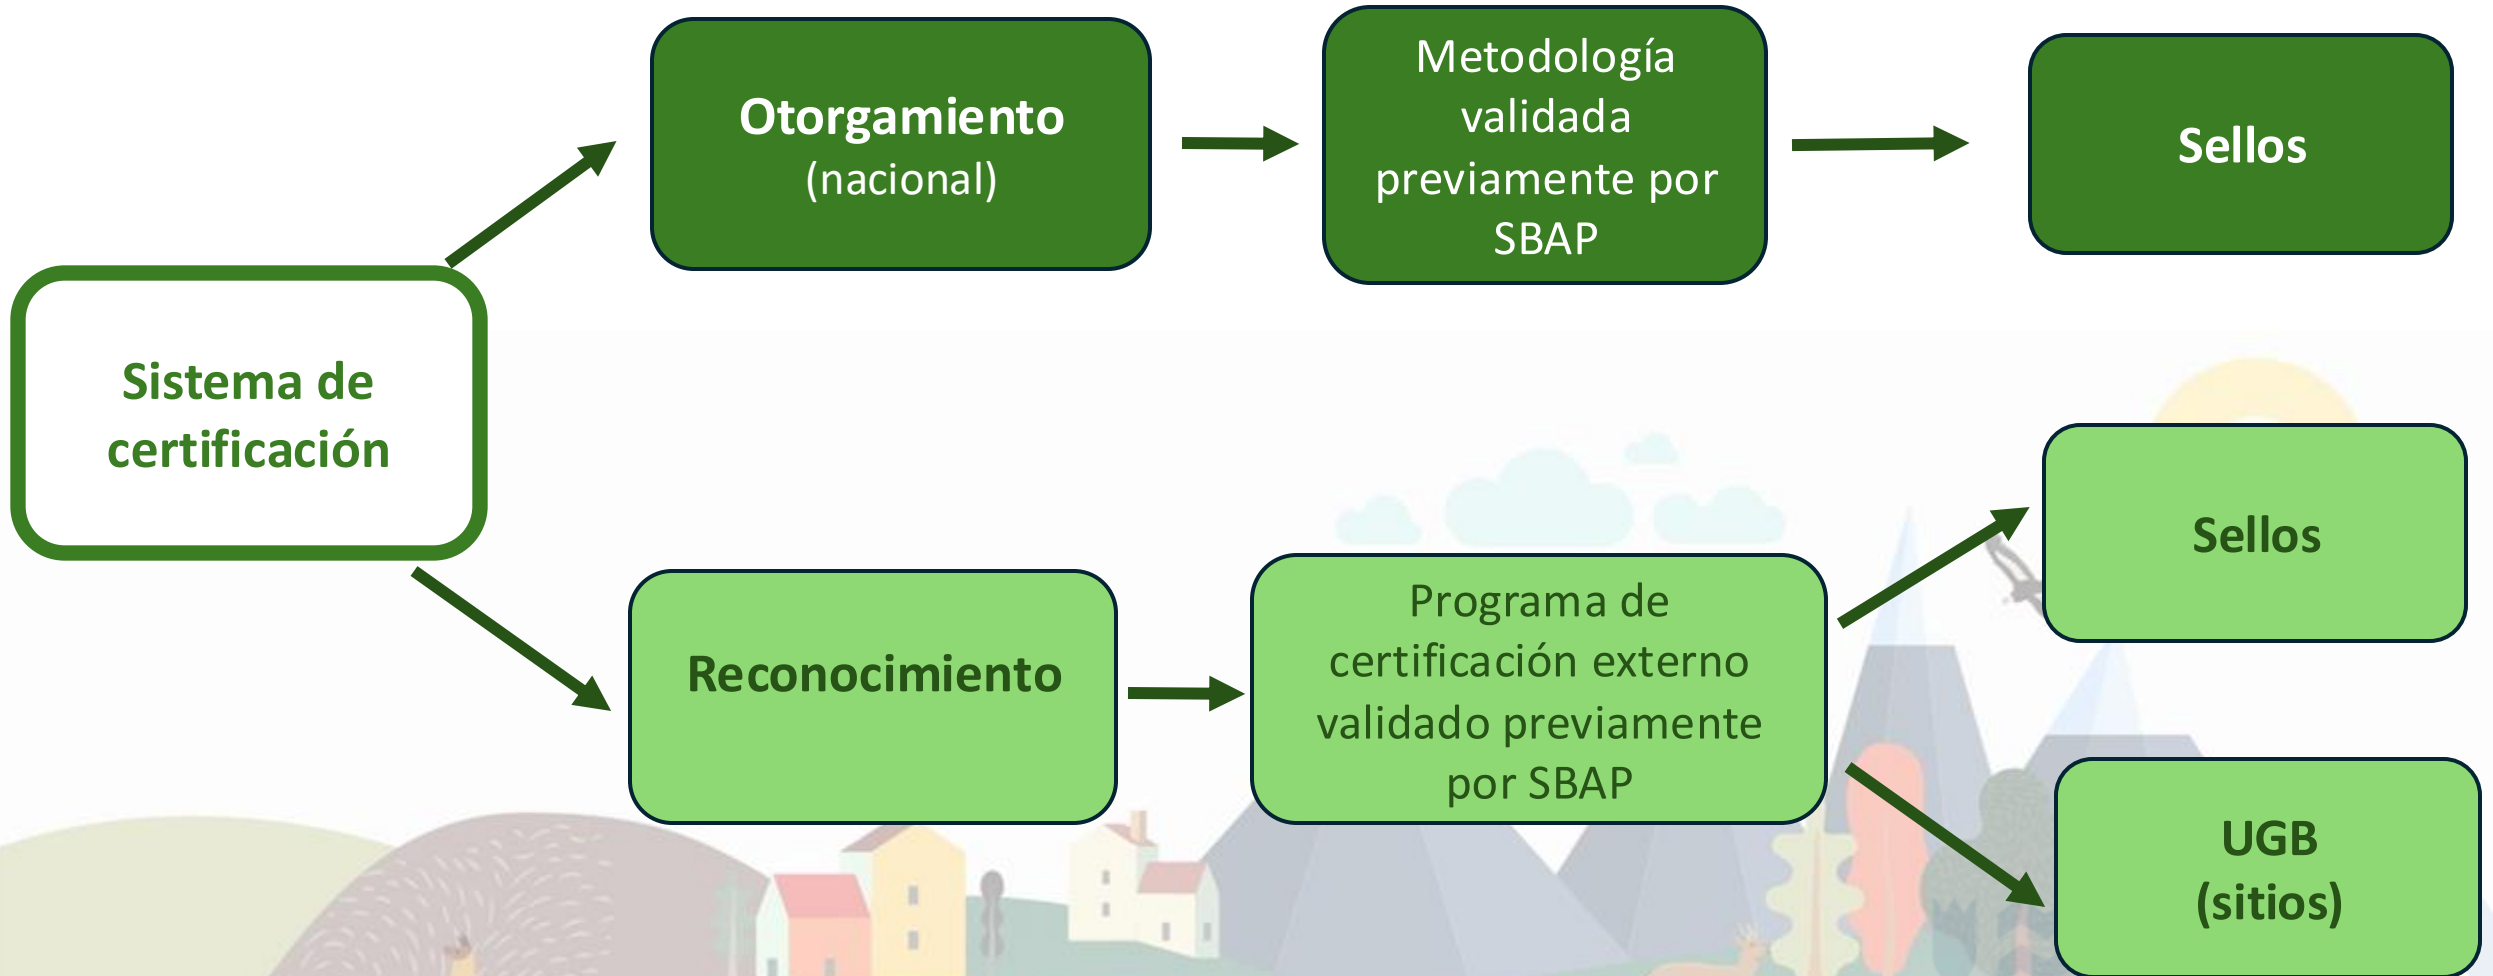 Otorgamiento
(nacional)
Metodología
validada
previamente por
SBAP
Sellos
Sistema de
certificación
Reconocimiento
Programa de
certificación externo
validado previamente
por SBAP
Sellos
UGB
(sitios)